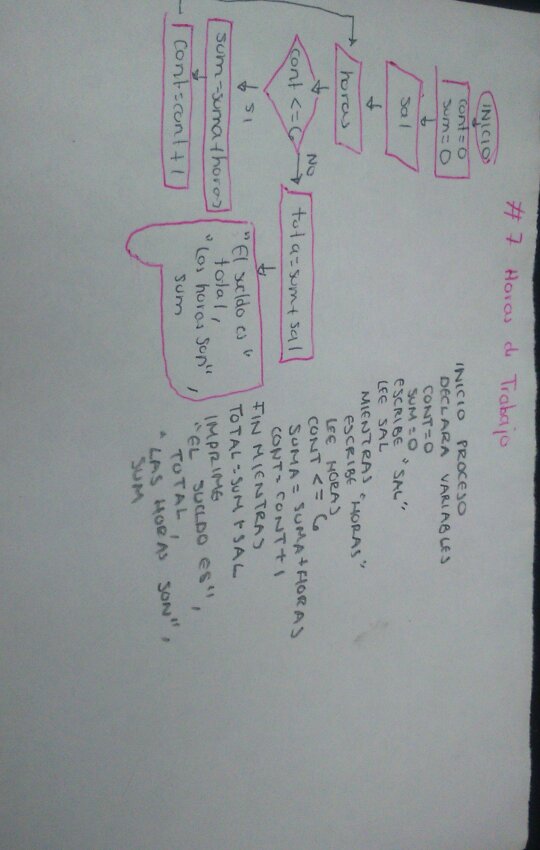 # 7 Horas de Trabajo
INICIO
cont=0
sum=0
sal
horas
cont <= 6
SI
NO
sum=suma+horas
cont=cont+1
tota=sum+sal
"El sueldo es"
total,
"Las horas son",
sum
INICIO PROCESO
DECLARA VARIABLES
CONT=0
SUM=0
ESCRIBE "SAL"
LEE SAL
MIENTRAS
ESCRIBE "HORAS"
LEE HORAS
CONT <= 6
SUMA = SUMA+HORAS
CONT=CONT+1
FIN MIENTRAS
TOTAL=SUM+SAL
IMPRIME
"EL SUELDO ES",
TOTAL,
"LAS HORAS SON",
SUM